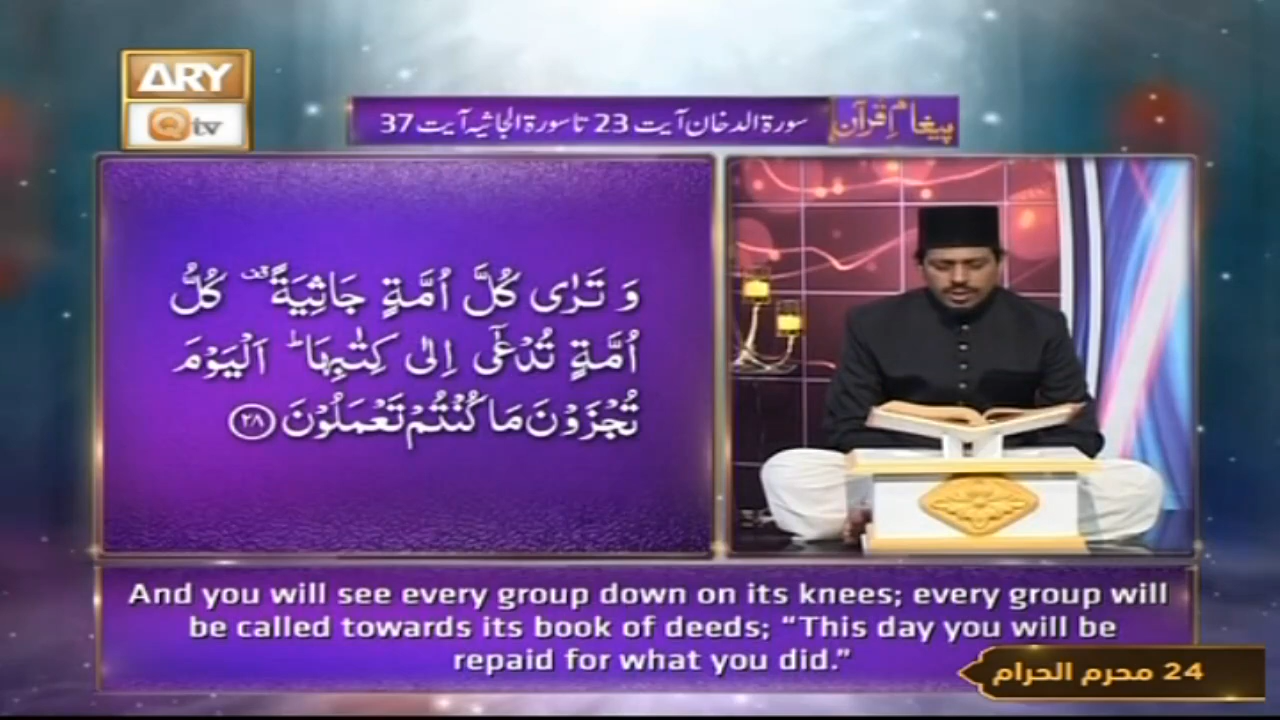 ARY
Qtv
پیغامِ قرآن
سورۃ الدخان آیت 23 تا سورۃ الجاثیہ آیت 37
وَ تَرٰى كُلَّ اُمَّةٍ جَاثِيَةً ۫ كُلُّ
اُمَّةٍ تُدْعٰۤى اِلٰى كِتٰبِهَا ؕ اَلْيَوْمَ
تُجْزَوْنَ مَا كُنْتُمْ تَعْمَلُوْنَ ﴿۲۸﴾
And you will see every group down on its knees; every group will
be called towards its book of deeds; “This day you will be
repaid for what you did.”
24 محرم الحرام